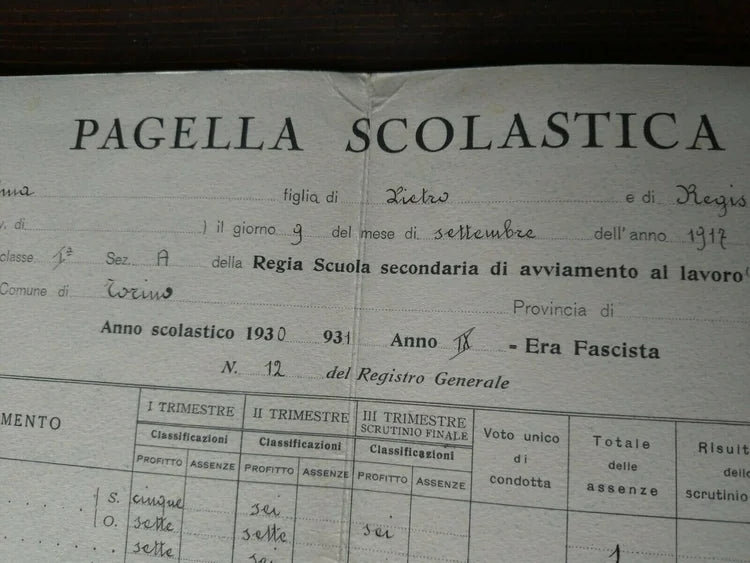 PAGELLA SCOLASTICA
figlia di Pietro e di Regis
v. di ) il giorno 9 del mese di settembre dell'anno 1917
classe 1ª Sez. A della Regia Scuola secondaria di avviamento al lavoro(
Comune di Torino Provincia di
Anno scolastico 1930 931 Anno IX - Era Fascista
N. 12 del Registro Generale
MENTO
I TRIMESTRE II TRIMESTRE III TRIMESTRE
SCRUTINIO FINALE
Classificazioni Classificazioni Classificazioni
PROFITTO ASSENZE PROFITTO ASSENZE PROFITTO ASSENZE
Voto unico
di
condotta
Totale
delle
assenze
Risult
dello
scrutinio
S. cinque sei
O. sette sette sei
sette sei 1